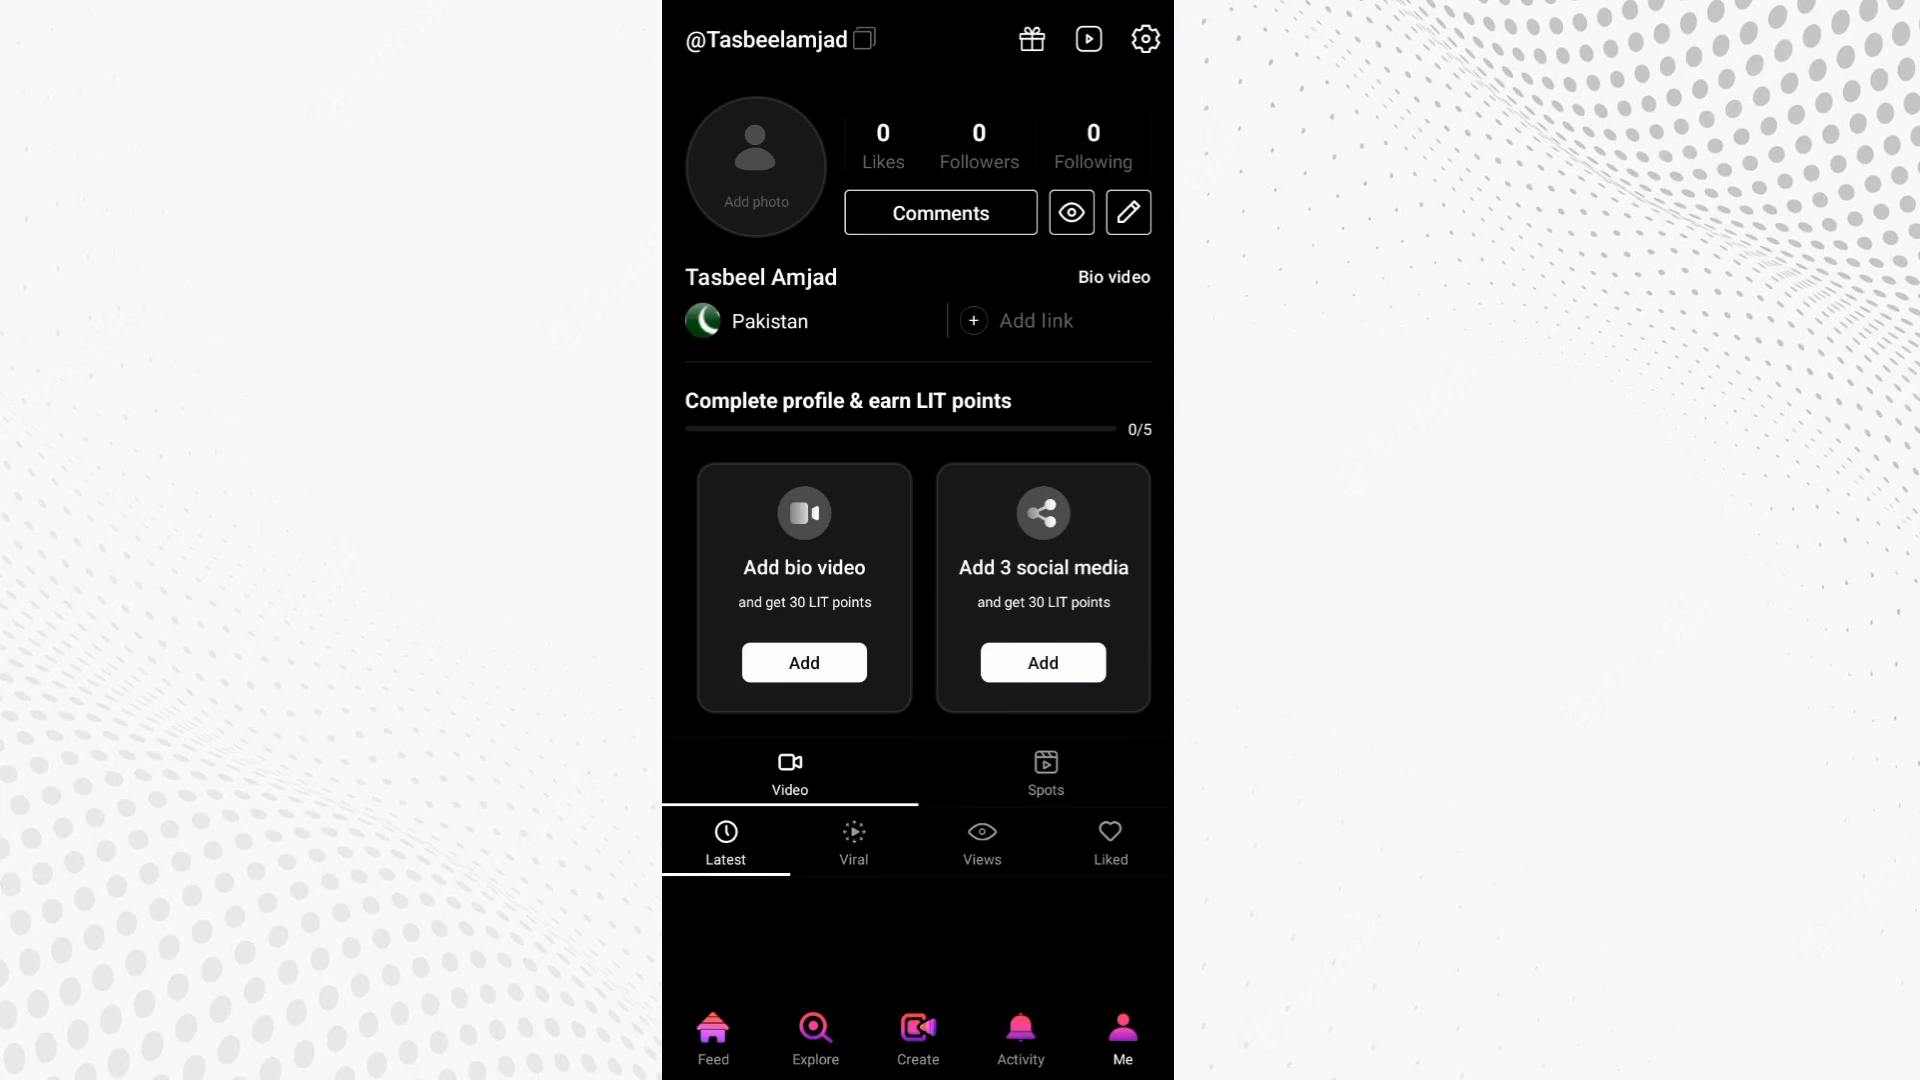 @Tasbeelamjad
0 0 0
Likes Followers Following
Add photo
Comments
Tasbeel Amjad Bio video
Pakistan + Add link
Complete profile & earn LIT points
0/5
Add bio video Add 3 social media
and get 30 LIT points and get 30 LIT points
Add Add
Video Spots
Latest Viral Views Liked
Feed Explore Create Activity Me